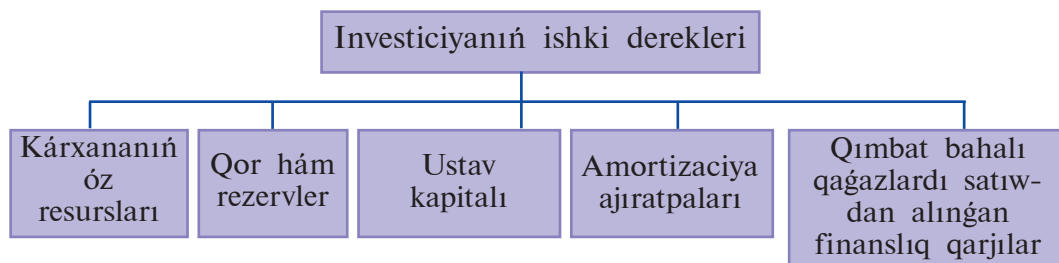 Investiciyanıń ishki derekleri
Kárxananıń
óz
resursları
Qor hám
rezervler
Ustav
kapitalı
Amortizaciya
ajıratpaları
Qımbat bahalı
qaǵazlardı satıw-
dan alınǵan
finanslıq qarjılar